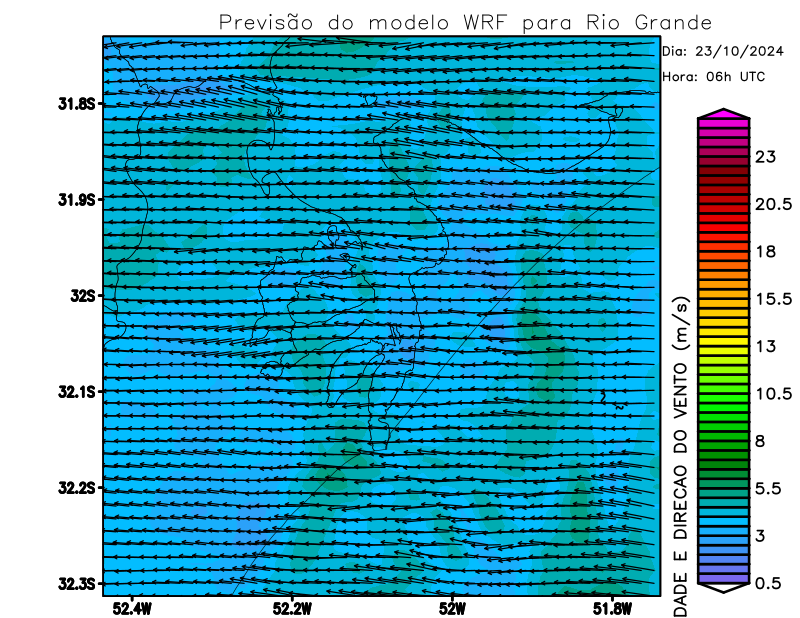 Previsão do modelo WRF para Rio Grande
Dia: 23/10/2024
Hora: 06h UTC
31.8S
31.9S
32S
32.1S
32.2S
32.3S
52.4W
52.2W
52W
51.8W
23
20.5
18
15.5
13
10.5
8
5.5
3
0.5
DADE E DIRECAO DO VENTO (m/s)